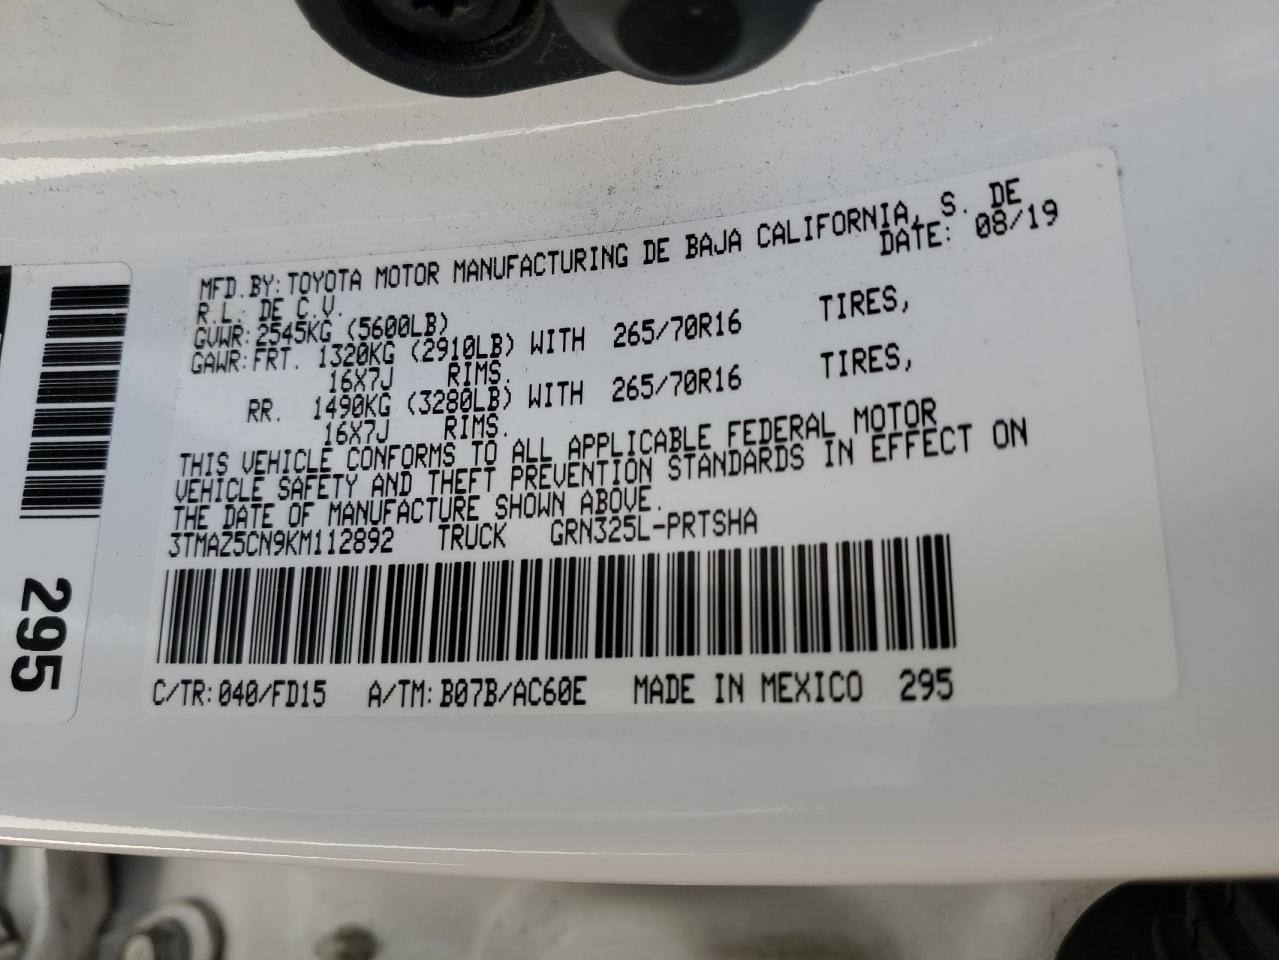 MFD.BY:TOYOTA MOTOR MANUFACTURING DE BAJA CALIFORNIA, S. DE
R.L. DE C.V. DATE: 08/19
GVWR:2545KG (5600LB)
GAWR:FRT. 1320KG (2910LB) WITH 265/70R16 TIRES,
16X7J RIMS.
RR. 1490KG (3280LB) WITH 265/70R16 TIRES,
16X7J RIMS.
THIS VEHICLE CONFORMS TO ALL APPLICABLE FEDERAL MOTOR
VEHICLE SAFETY AND THEFT PREVENTION STANDARDS IN EFFECT ON
THE DATE OF MANUFACTURE SHOWN ABOVE.
3TMAZ5CN9KM112892 TRUCK GRN325L-PRTSHA
C/TR:040/FD15 A/TM:B07B/AC60E MADE IN MEXICO 295
295